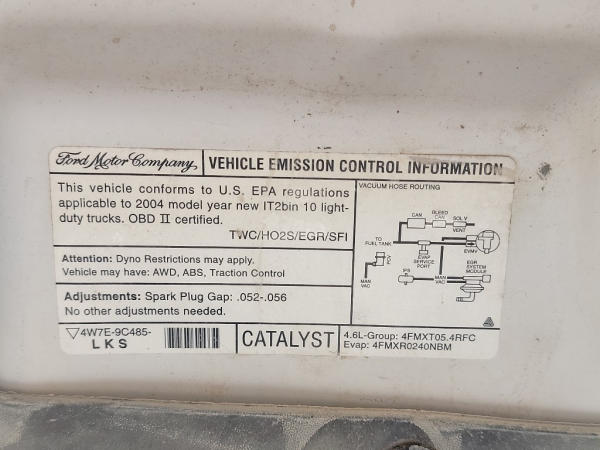 Ford Motor Company, VEHICLE EMISSION CONTROL INFORMATION
This vehicle conforms to U.S. EPA regulations
applicable to 2004 model year new IT2bin 10 light-
duty trucks. OBD II certified.
TWC/HO2S/EGR/SFI
Attention: Dyno Restrictions may apply.
Vehicle may have: AWD, ABS, Traction Control
Adjustments: Spark Plug Gap: .052-.056
No other adjustments needed.
VACUUM HOSE ROUTING
CAN
BLEED
CAN
SOL V
VENT
TO
FUEL TANK
EVAP
SERVICE
PORT
EVMV
MAN
VAC
IFS
MAN
VAC
EGR
SYSTEM
MODULE
4W7E-9C485-
LKS
CATALYST
4.6L-Group: 4FMXT05.4RFC
Evap: 4FMXR0240NBM